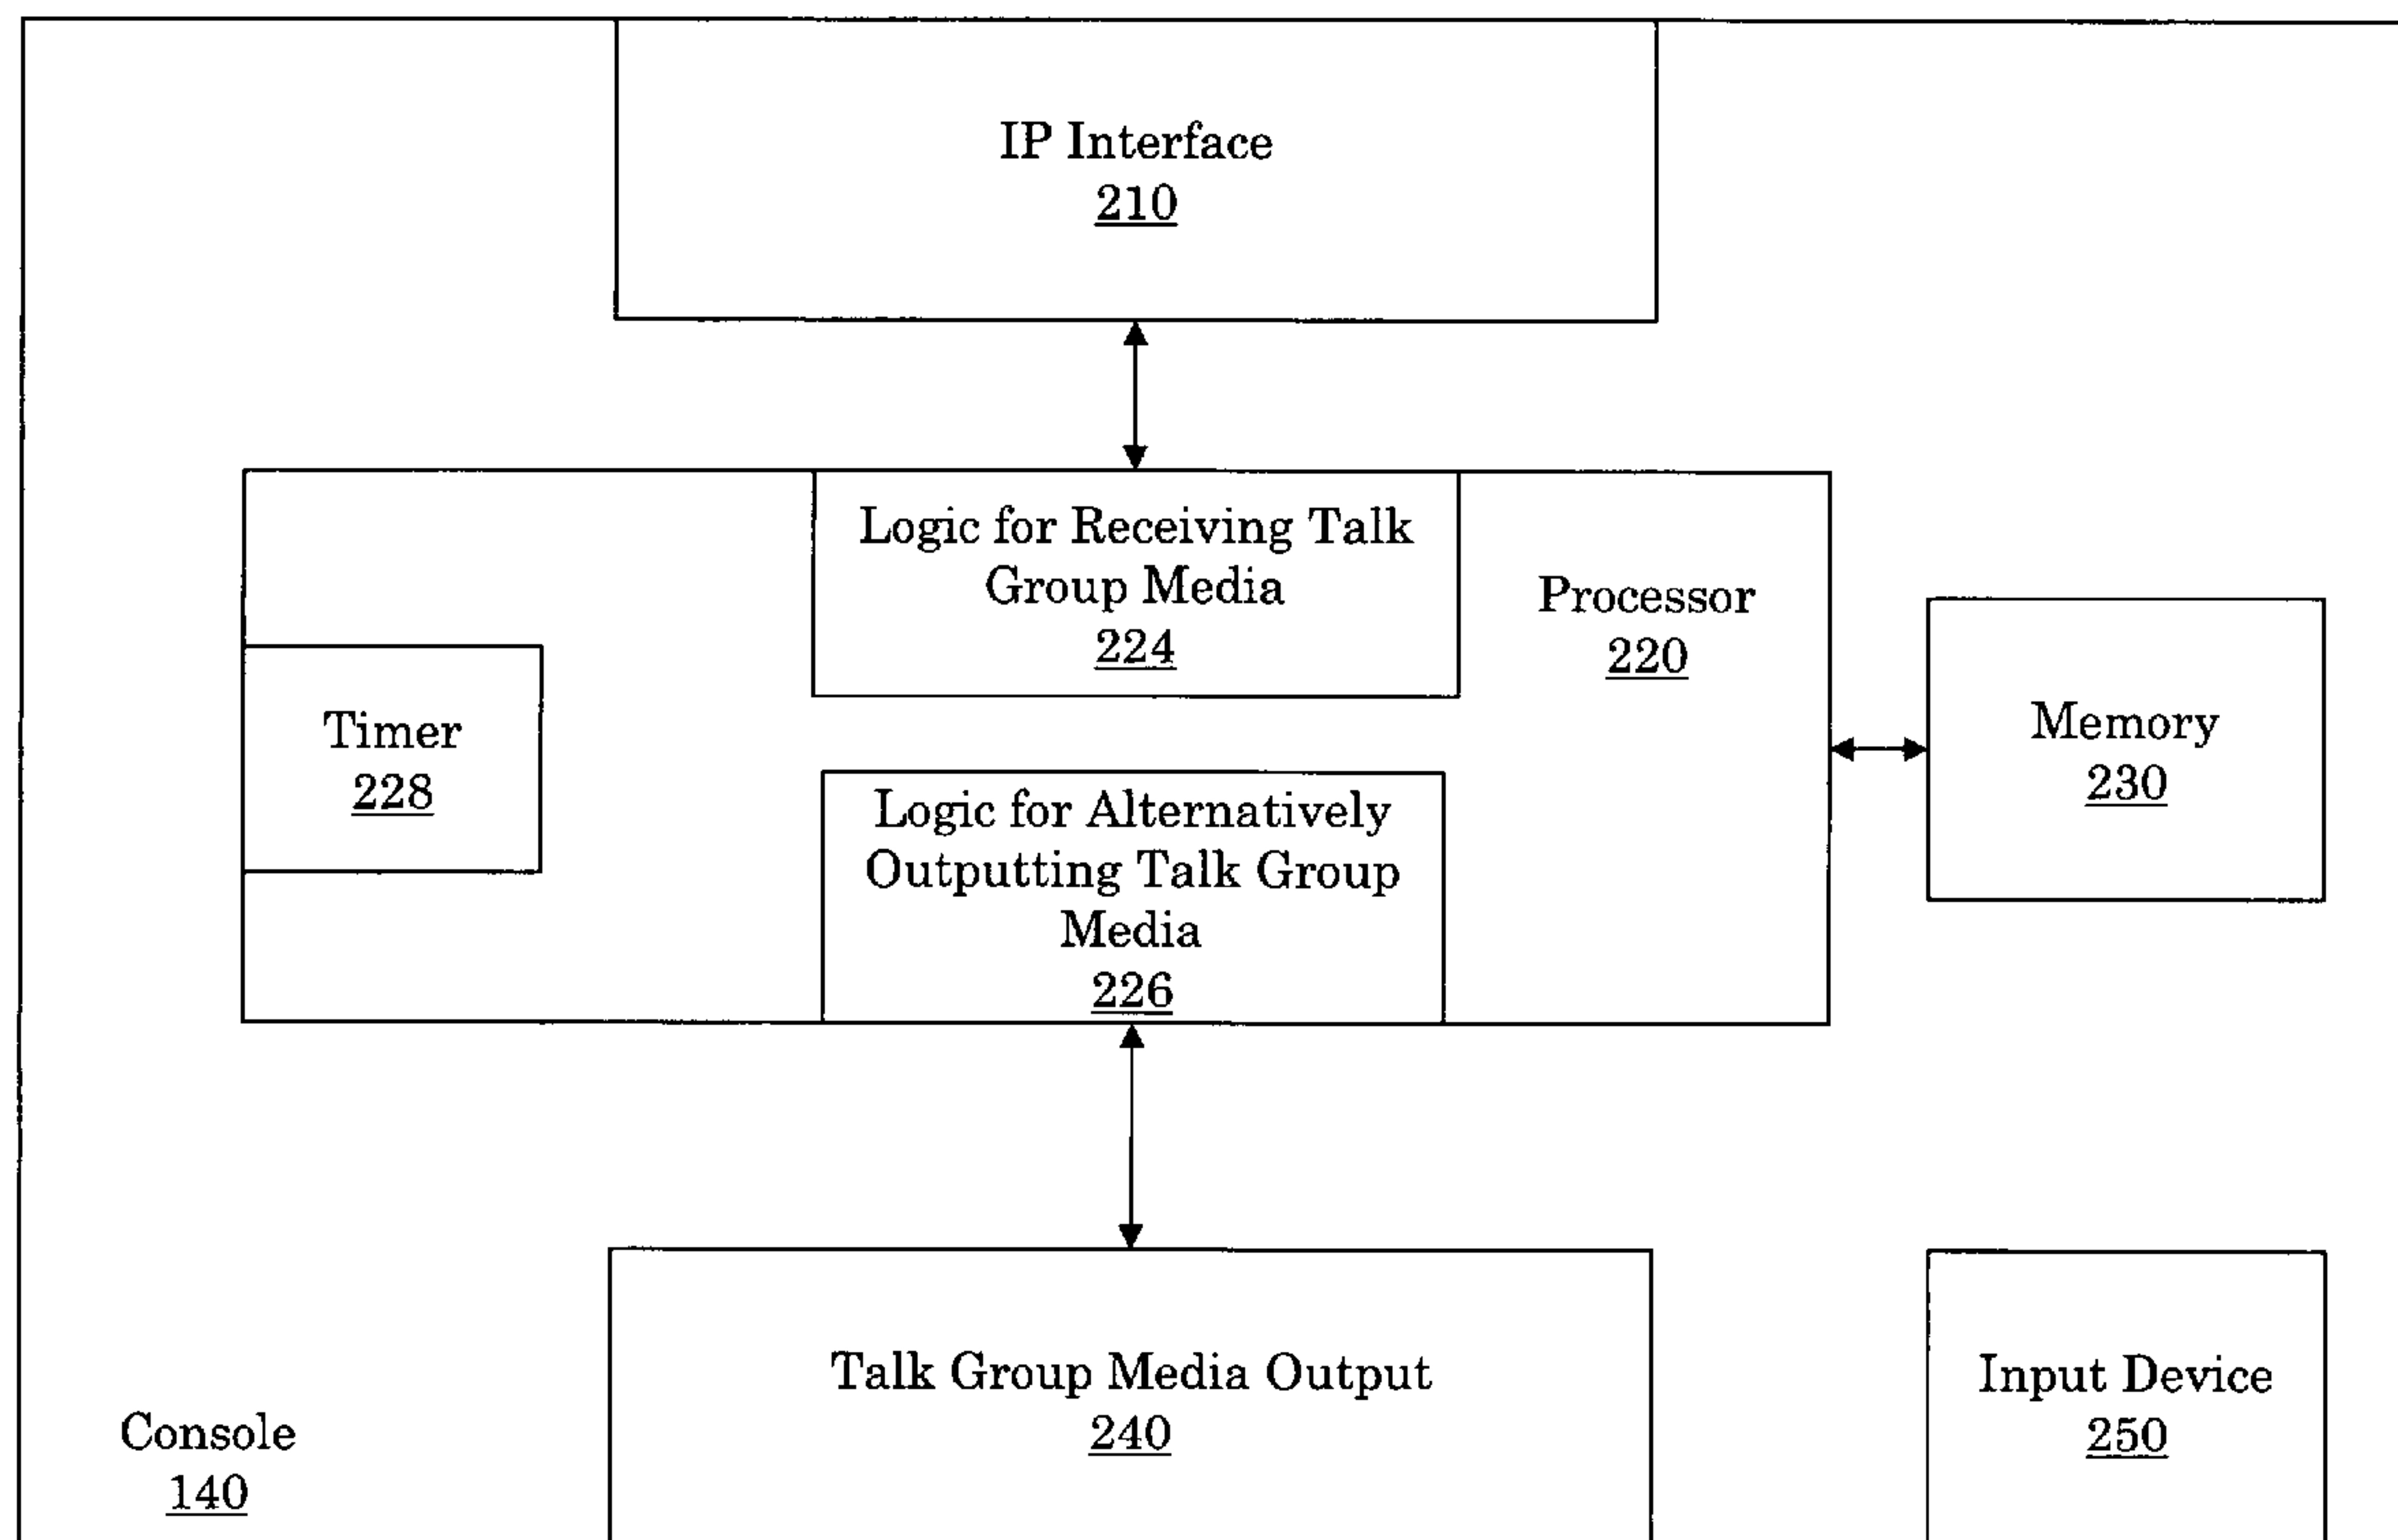 IP Interface
210
Logic for Receiving Talk
Group Media
224
Processor
220
Timer
228
Memory
230
Logic for Alternatively
Outputting Talk Group
Media
226
Talk Group Media Output
240
Input Device
250
Console
140